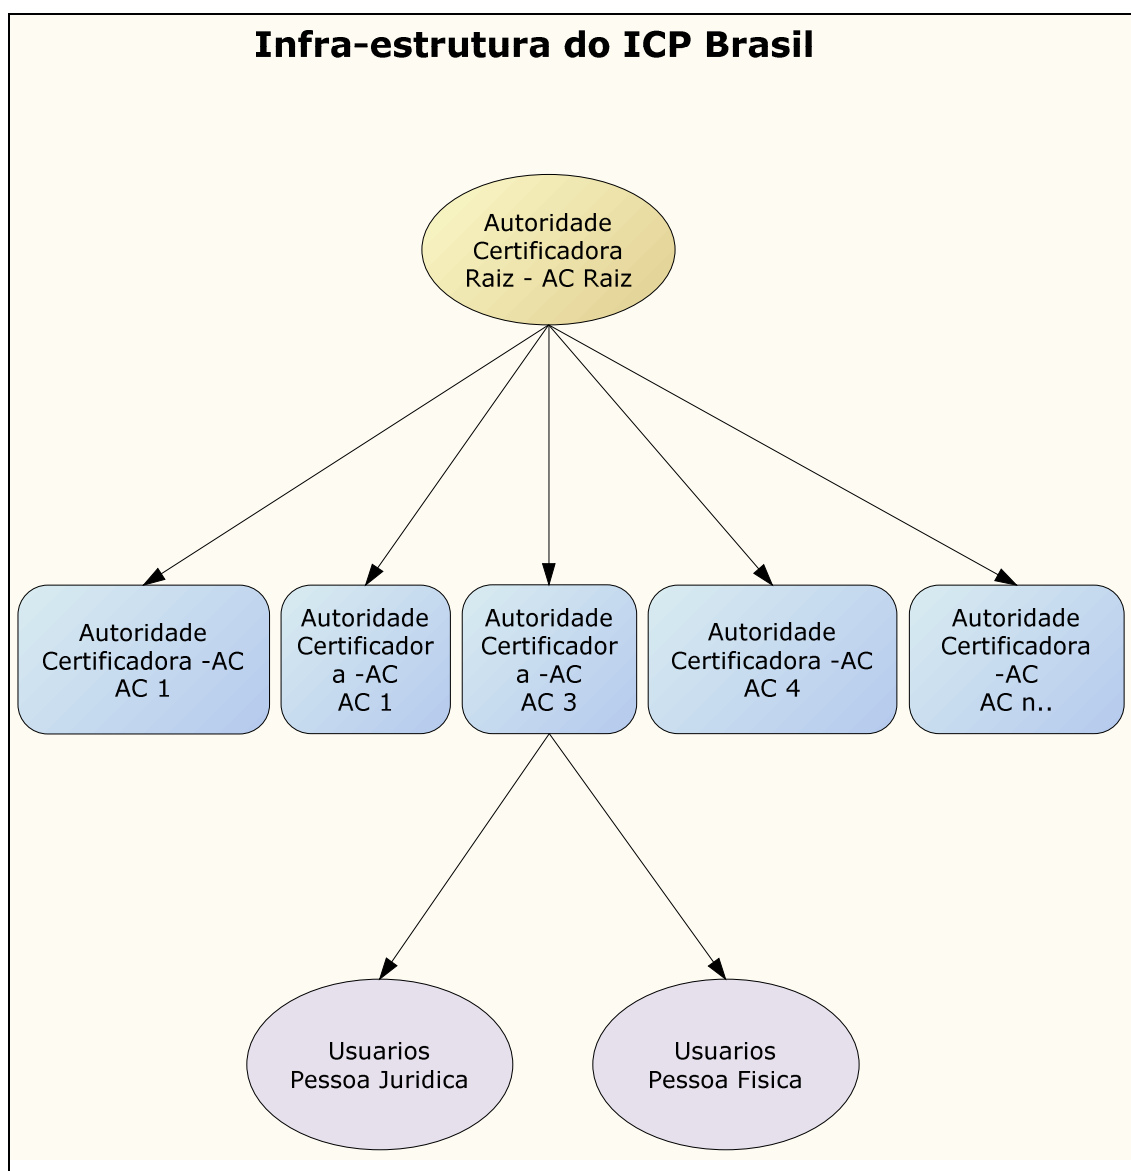 Infra-estrutura do ICP Brasil
Autoridade
Certificadora
Raiz - AC Raiz
Autoridade
Certificadora -AC
AC 1
Autoridade
Certificador
a -AC
AC 1
Autoridade
Certificador
a -AC
AC 3
Autoridade
Certificadora -AC
AC 4
Autoridade
Certificadora
-AC
AC n..
Usuarios
Pessoa Juridica
Usuarios
Pessoa Fisica